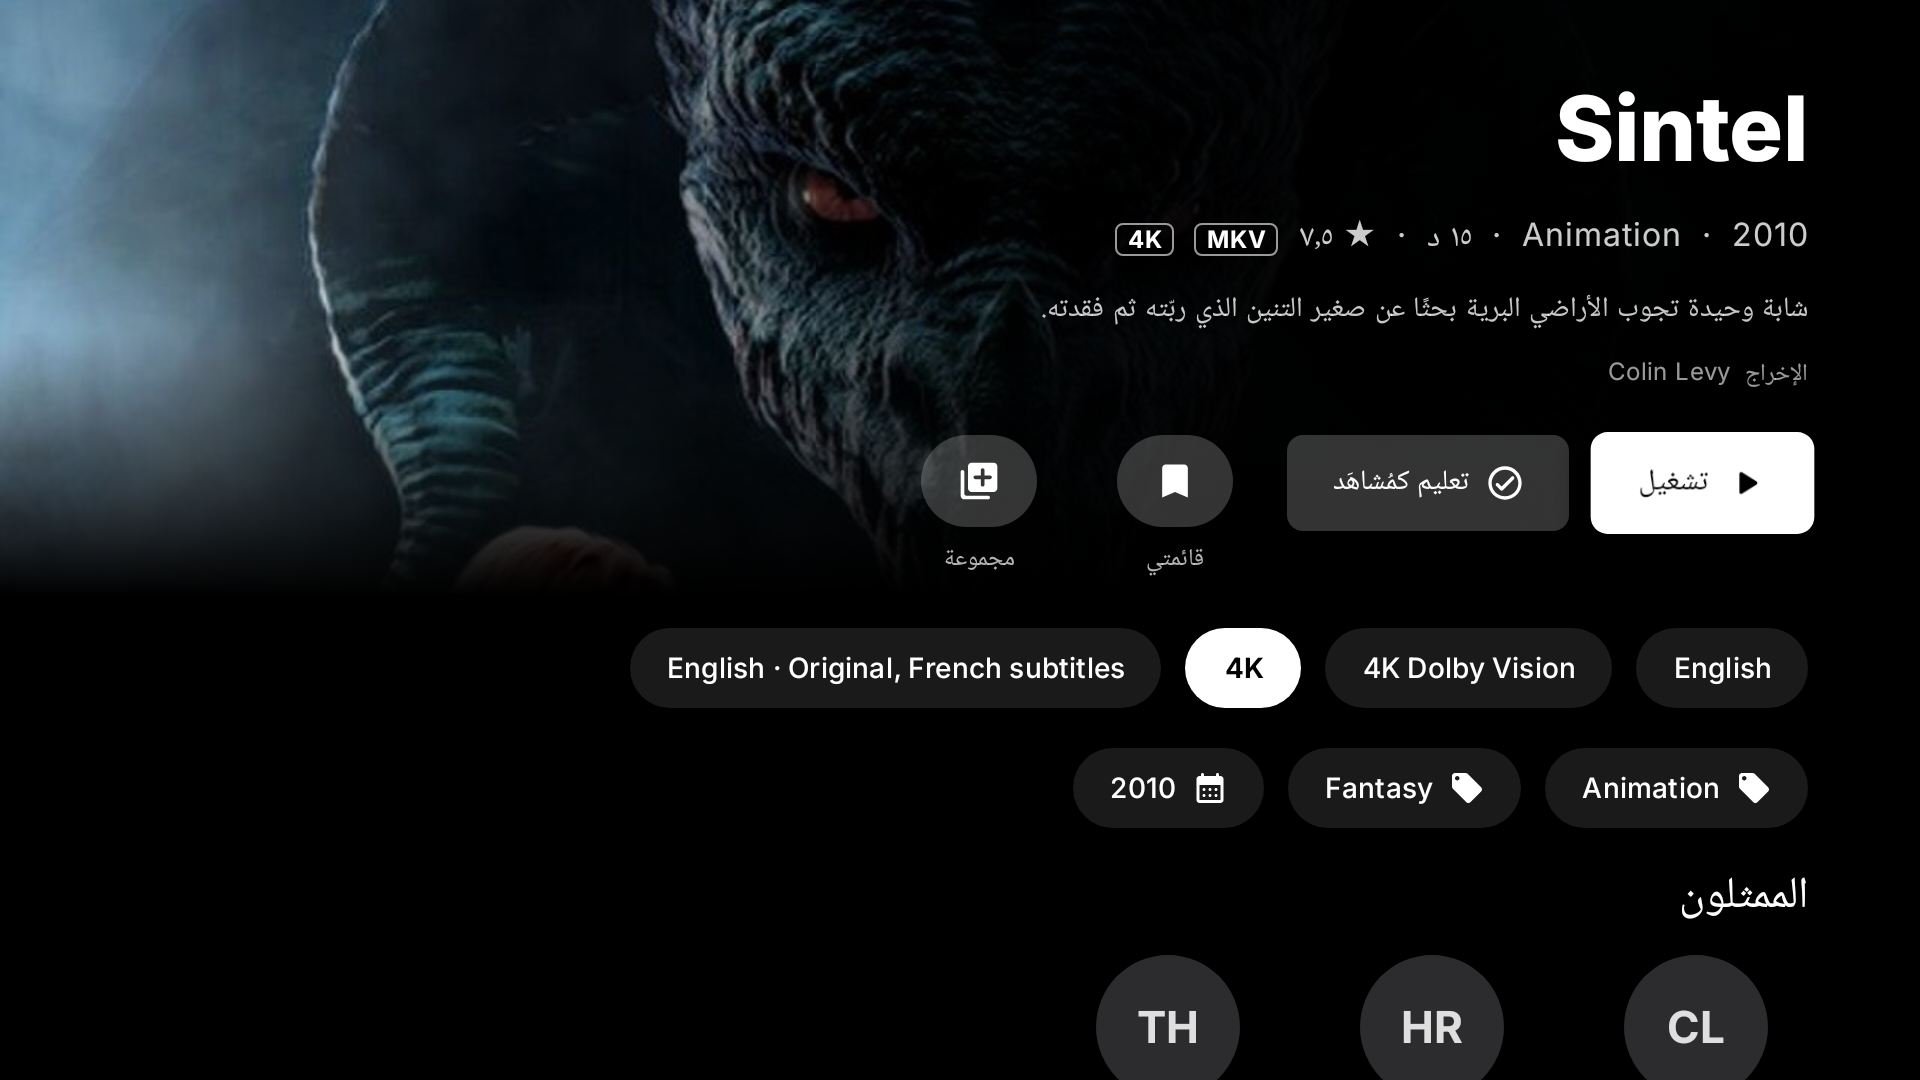 Sintel
2010 · Animation · ١٥ د · ★ ٧٫٥ MKV 4K
شابة وحيدة تجوب الأراضي البرية بحثًا عن صغير التنين الذي ربّته ثم فقدته.
الإخراج Colin Levy
تشغيل
تعليم كمُشاهَد
قائمتي
مجموعة
English
4K Dolby Vision
4K
English · Original, French subtitles
Animation
Fantasy
2010
الممثلون
CL
HR
TH